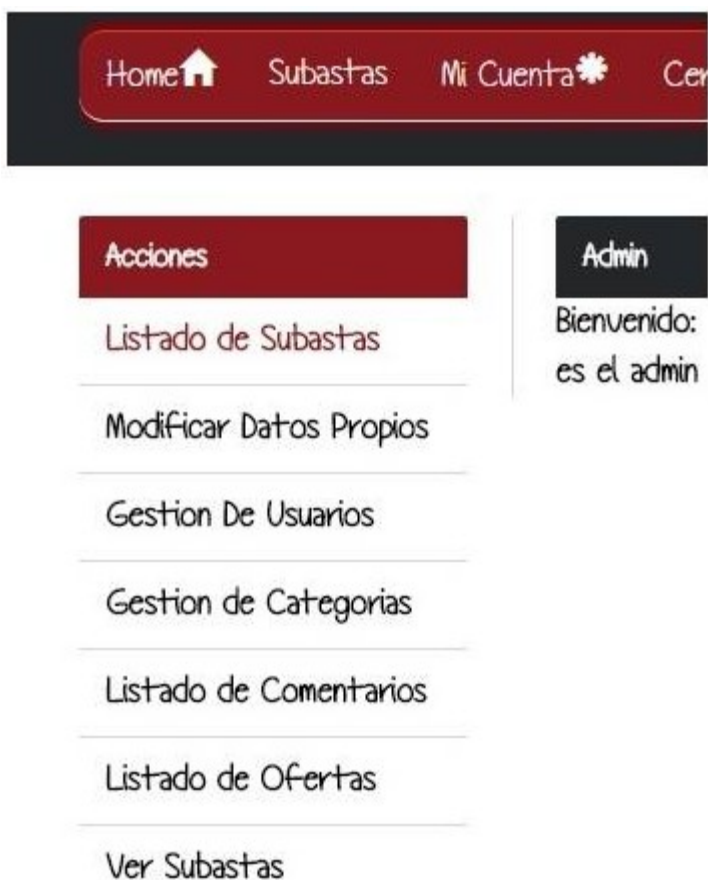 Home Subastas Mi Cuenta Cer
Acciones
Listado de Subastas
Modificar Datos Propios
Gestion De Usuarios
Gestion de Categorias
Listado de Comentarios
Listado de Ofertas
Ver Subastas
Admin
Bienvenido:
es el admin